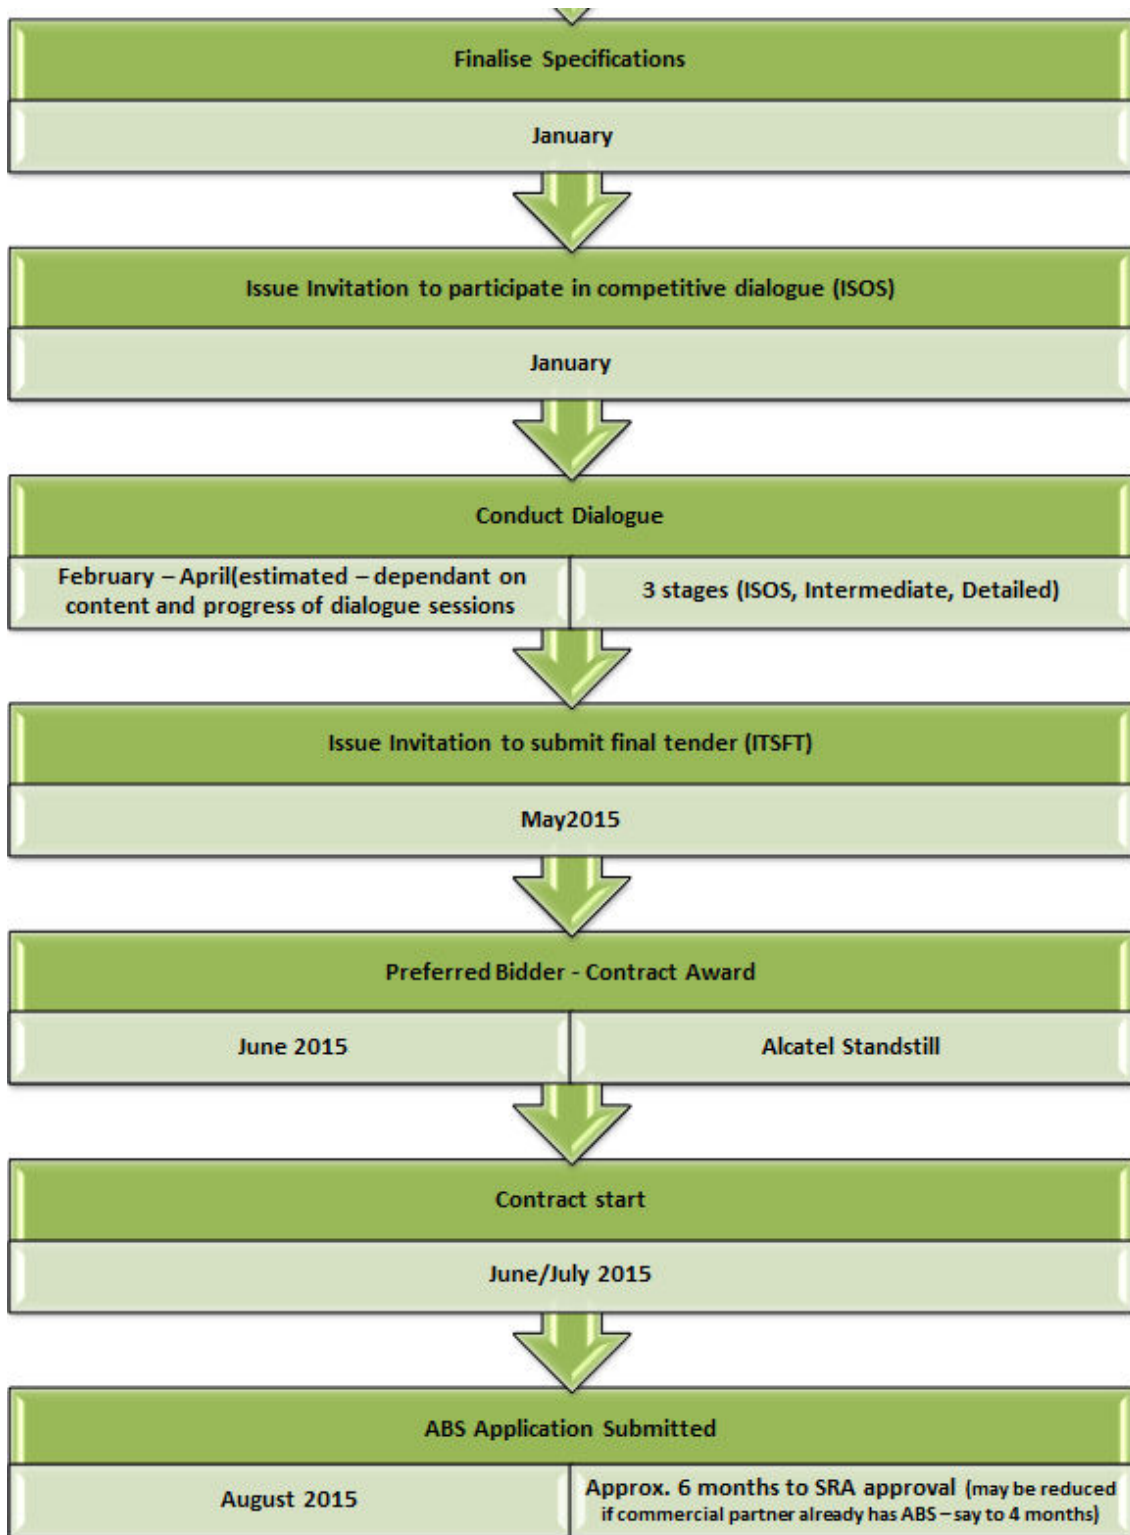 Finalise Specifications
January
Issue Invitation to participate in competitive dialogue (ISOS)
January
Conduct Dialogue
February – April(estimated – dependant on
content and progress of dialogue sessions
3 stages (ISOS, Intermediate, Detailed)
Issue Invitation to submit final tender (ITSFT)
May2015
Preferred Bidder - Contract Award
June 2015
Alcatel Standstill
Contract start
June/July 2015
ABS Application Submitted
August 2015
Approx. 6 months to SRA approval (may be reduced
if commercial partner already has ABS – say to 4 months)